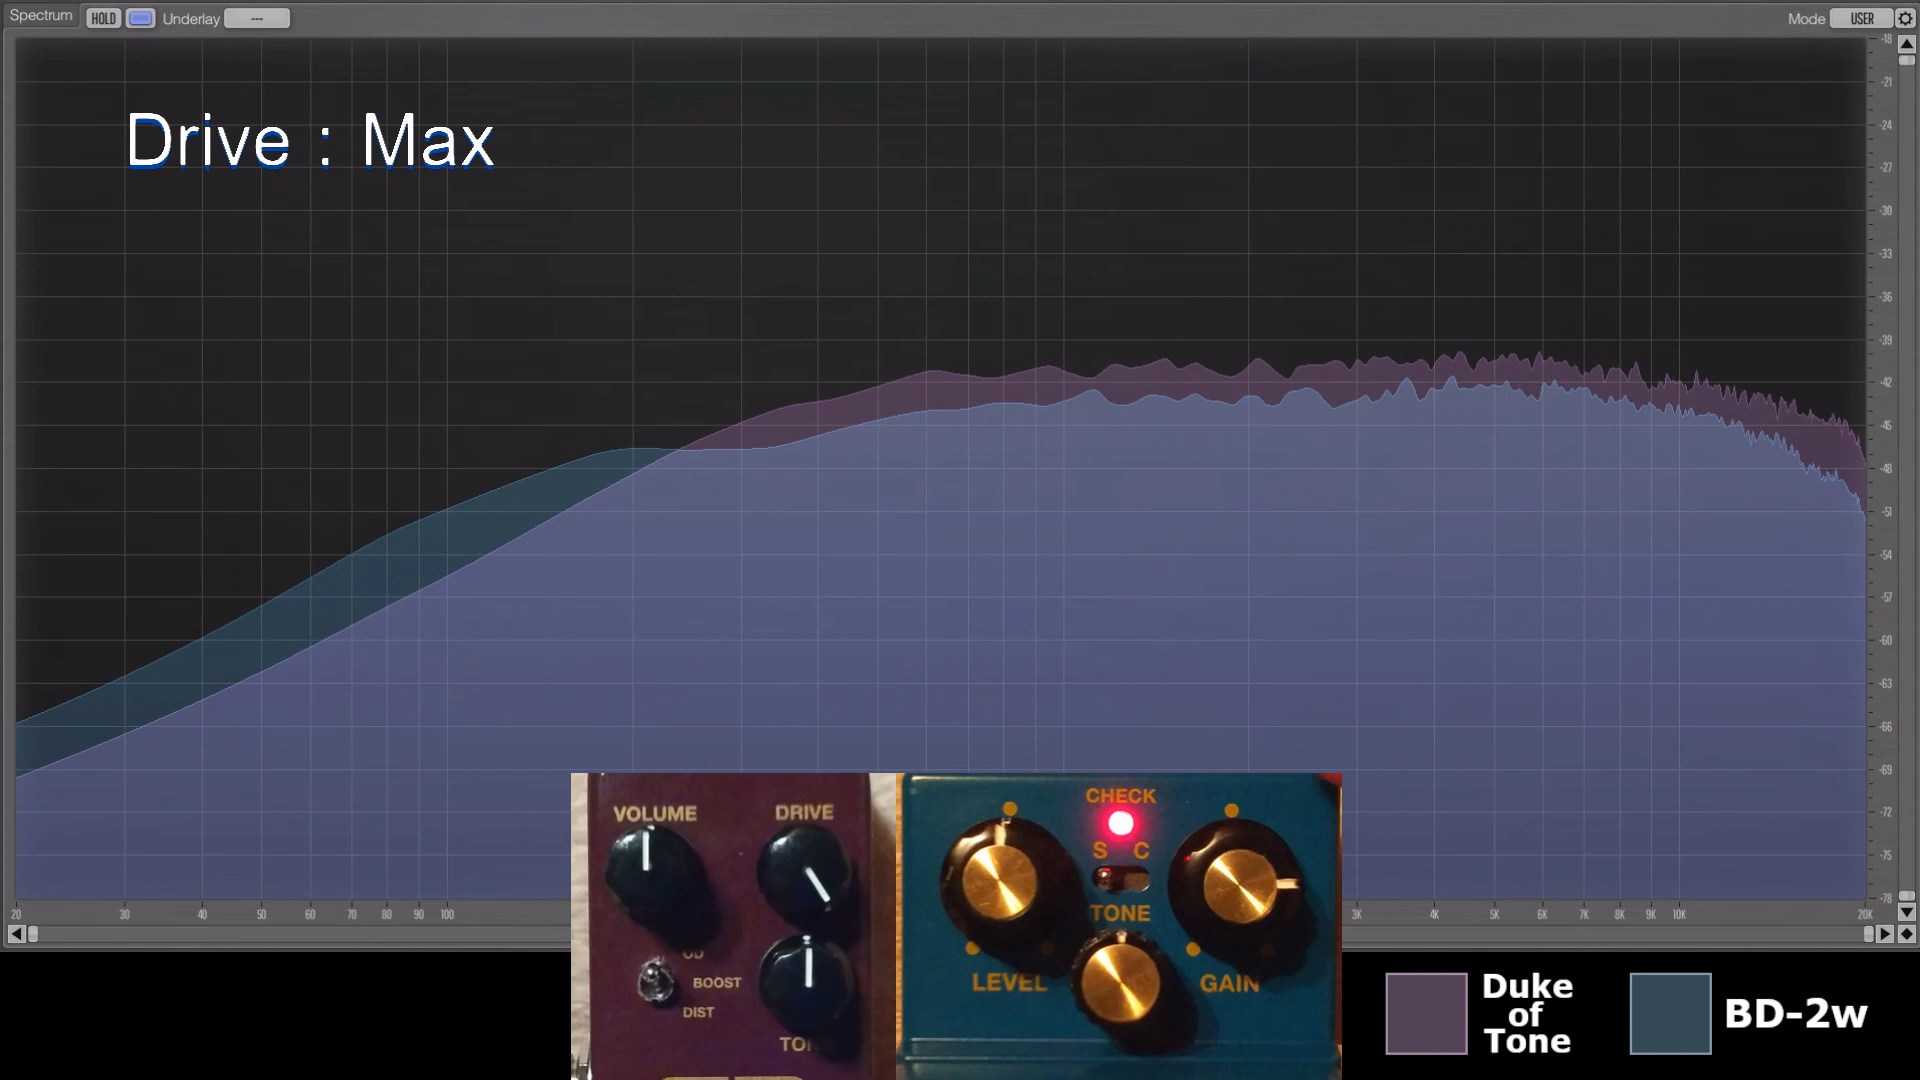 Spectrum HOLD Underlay --- Mode USER
Drive : Max
-18
-21
-24
-27
-30
-33
-36
-39
-42
-45
-48
-51
-54
-57
-60
-63
-66
-69
-72
-75
-78
20 30 40 50 60 70 80 90 100 3K 4K 5K 6K 7K 8K 9K 10K 20K
VOLUME DRIVE
OD
BOOST
DIST
CHECK
S C
TONE
LEVEL GAIN
Duke
of
Tone
BD-2w